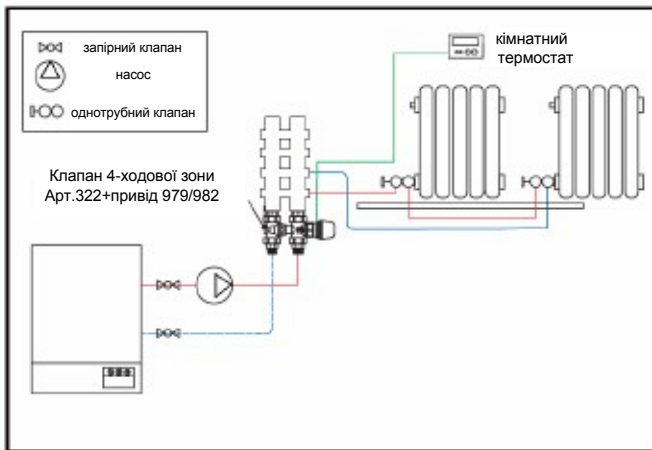 запірний клапан
насос
однотрубний клапан
кімнатний
термостат
Клапан 4-ходової зони
Арт.322+привід 979/982